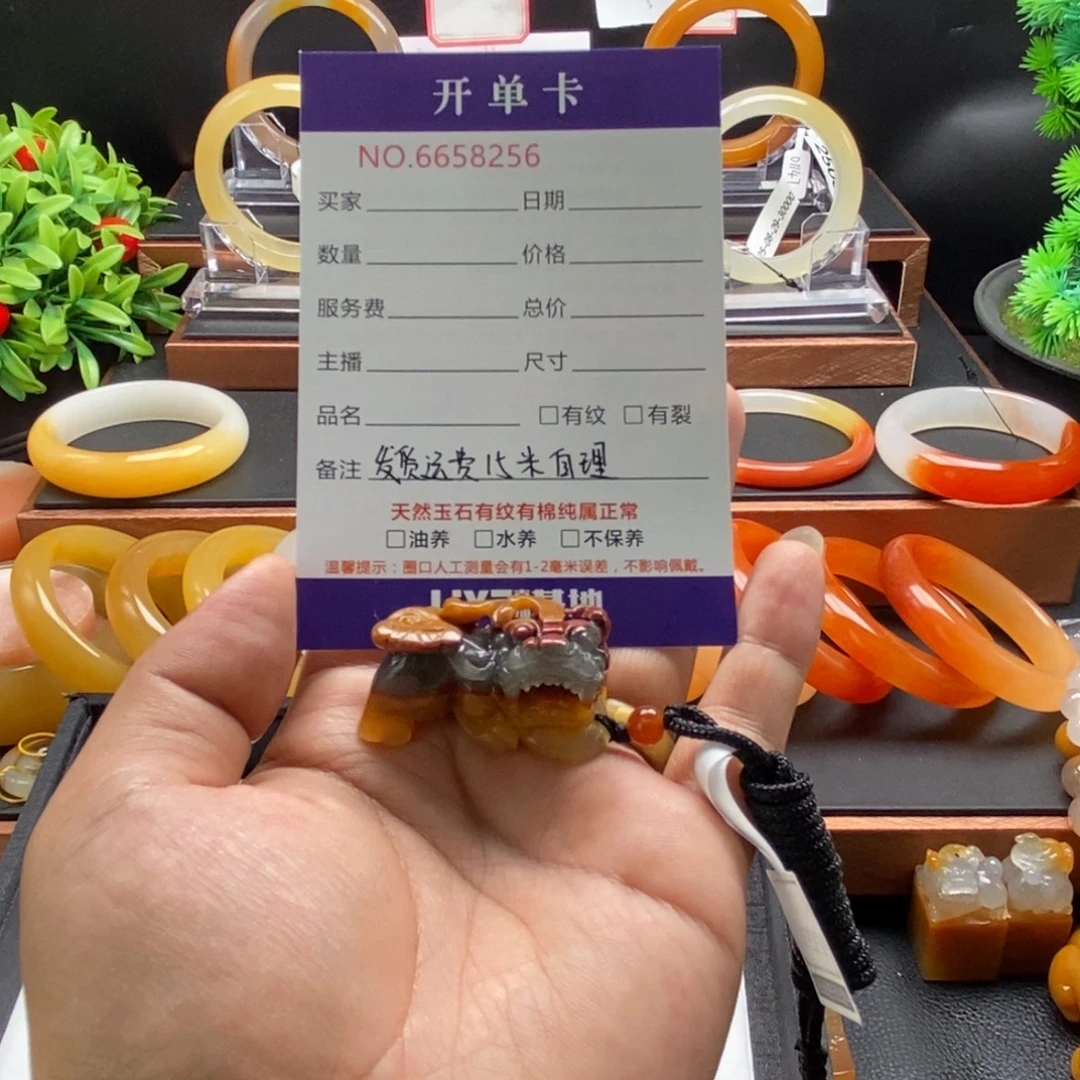 开单卡
NO.6658256
买家 日期
数量 价格
服务费 总价
主播 尺寸
品名 □有纹 □有裂
备注 发货运费15米自理
天然玉石有纹有棉纯属正常
□油养 □水养 □不保养
温馨提示：圈口人工测量会有1-2毫米误差，不影响佩戴。
基地